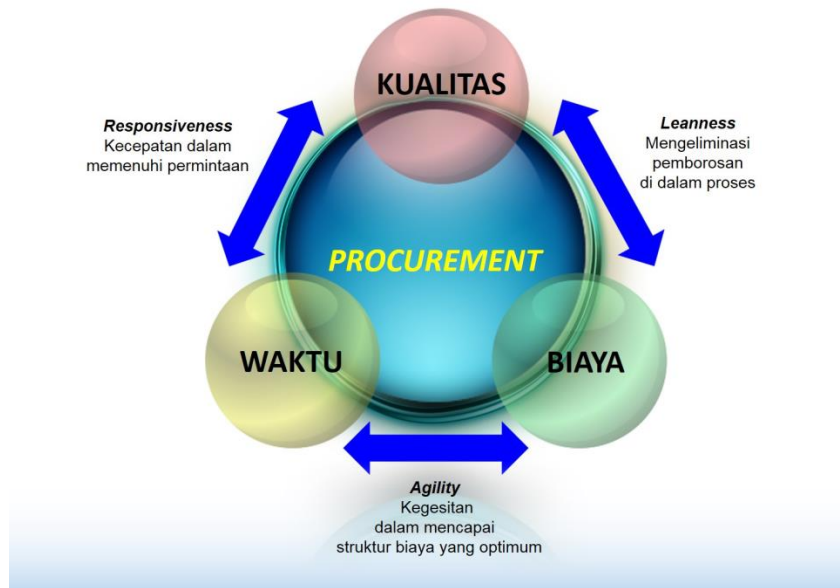 KUALITAS
Responsiveness
Kecepatan dalam
memenuhi permintaan
Leanness
Mengeliminasi
pemborosan
di dalam proses
PROCUREMENT
WAKTU
BIAYA
Agility
Kegesitan
dalam mencapai
struktur biaya yang optimum